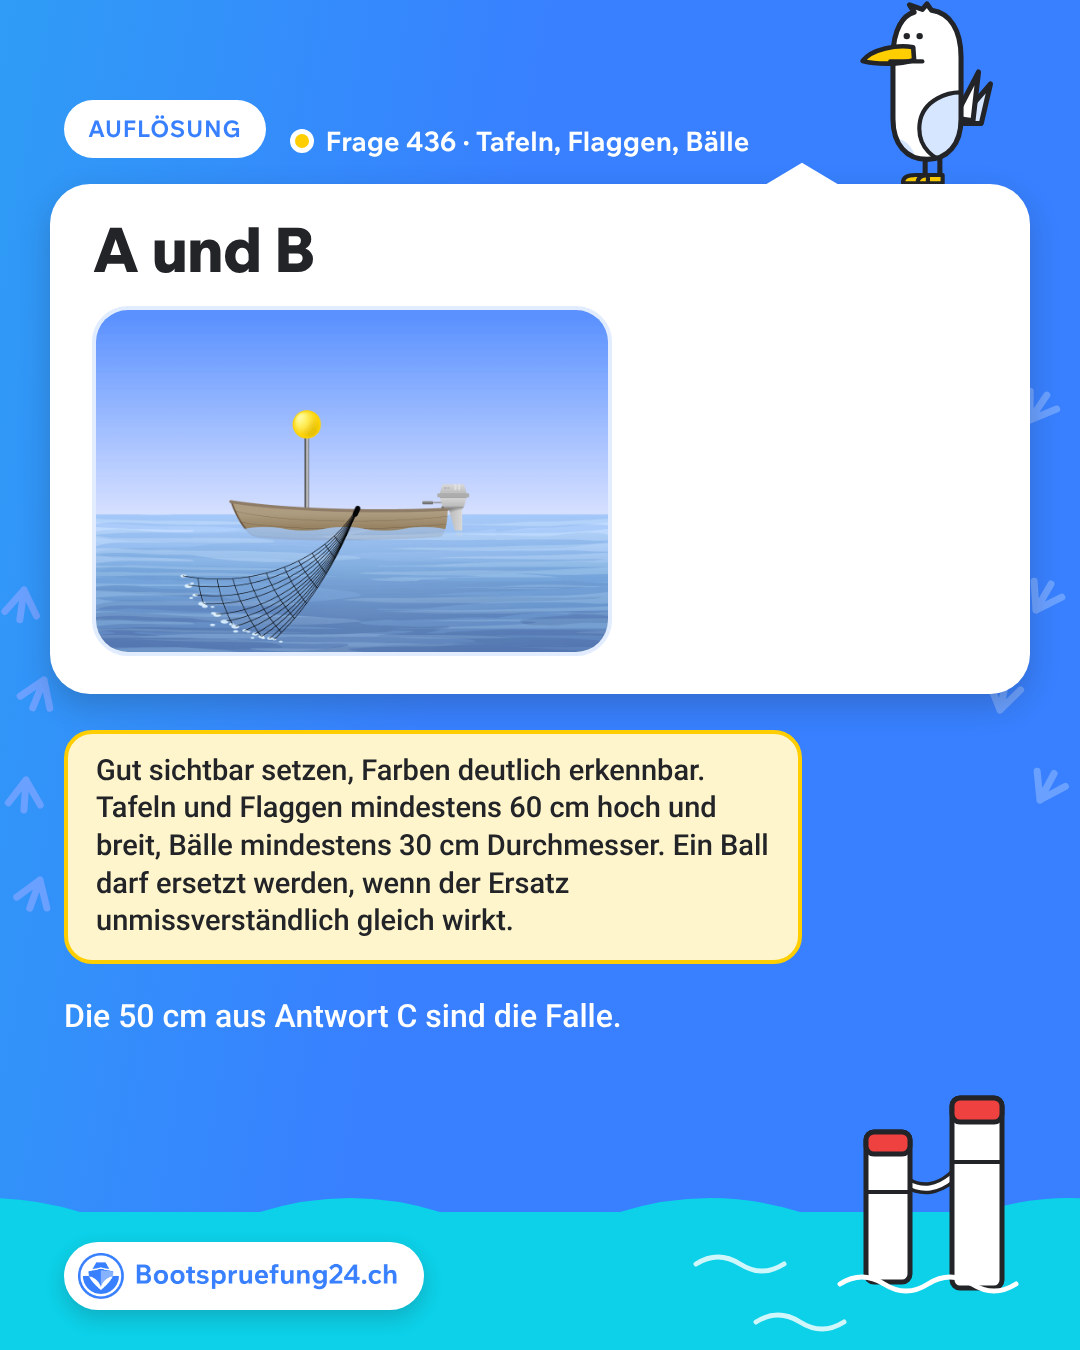 AUFLÖSUNG
Frage 436 · Tafeln, Flaggen, Bälle
A und B
Gut sichtbar setzen, Farben deutlich erkennbar.
Tafeln und Flaggen mindestens 60 cm hoch und
breit, Bälle mindestens 30 cm Durchmesser. Ein Ball
darf ersetzt werden, wenn der Ersatz
unmissverständlich gleich wirkt.
Die 50 cm aus Antwort C sind die Falle.
Bootspruefung24.ch